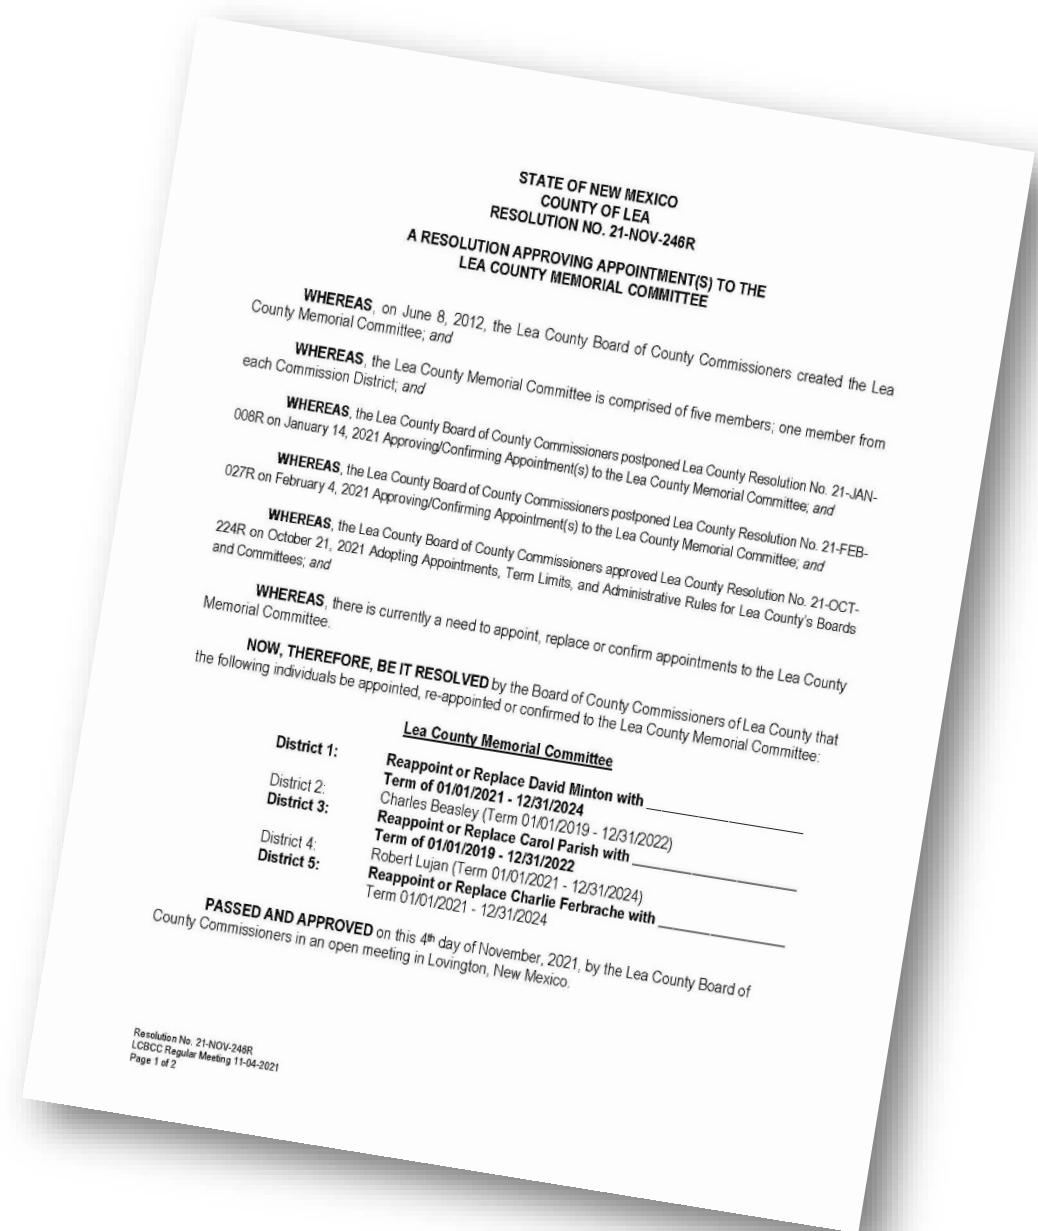 STATE OF NEW MEXICO
COUNTY OF LEA
RESOLUTION NO. 21-NOV-246R
A RESOLUTION APPROVING APPOINTMENT(S) TO THE
LEA COUNTY MEMORIAL COMMITTEE
WHEREAS, on June 8, 2012, the Lea County Board of County Commissioners created the Lea
County Memorial Committee; and
WHEREAS, the Lea County Memorial Committee is comprised of five members; one member from
each Commission District; and
WHEREAS, the Lea County Board of County Commissioners postponed Lea County Resolution No. 21-JAN-
008R on January 14, 2021 Approving/Confirming Appointment(s) to the Lea County Memorial Committee; and
WHEREAS, the Lea County Board of County Commissioners postponed Lea County Resolution No. 21-FEB-
027R on February 4, 2021 Approving/Confirming Appointment(s) to the Lea County Memorial Committee; and
WHEREAS, the Lea County Board of County Commissioners approved Lea County Resolution No. 21-OCT-
224R on October 21, 2021 Adopting Appointments, Term Limits, and Administrative Rules for Lea County's Boards
and Committees; and
WHEREAS, there is currently a need to appoint, replace or confirm appointments to the Lea County
Memorial Committee.
NOW, THEREFORE, BE IT RESOLVED by the Board of County Commissioners of Lea County that
the following individuals be appointed, re-appointed or confirmed to the Lea County Memorial Committee:
Lea County Memorial Committee
District 1: Reappoint or Replace David Minton with ____________________
Term of 01/01/2021 - 12/31/2024
District 2: Charles Beasley (Term 01/01/2019 - 12/31/2022)
District 3: Reappoint or Replace Carol Parish with ____________________
Term of 01/01/2019 - 12/31/2022
District 4: Robert Lujan (Term 01/01/2021 - 12/31/2024)
District 5: Reappoint or Replace Charlie Ferbrache with ________________
Term 01/01/2021 - 12/31/2024
PASSED AND APPROVED on this 4th day of November, 2021, by the Lea County Board of
County Commissioners in an open meeting in Lovington, New Mexico.
Resolution No. 21-NOV-246R
LCBCC Regular Meeting 11-04-2021
Page 1 of 2